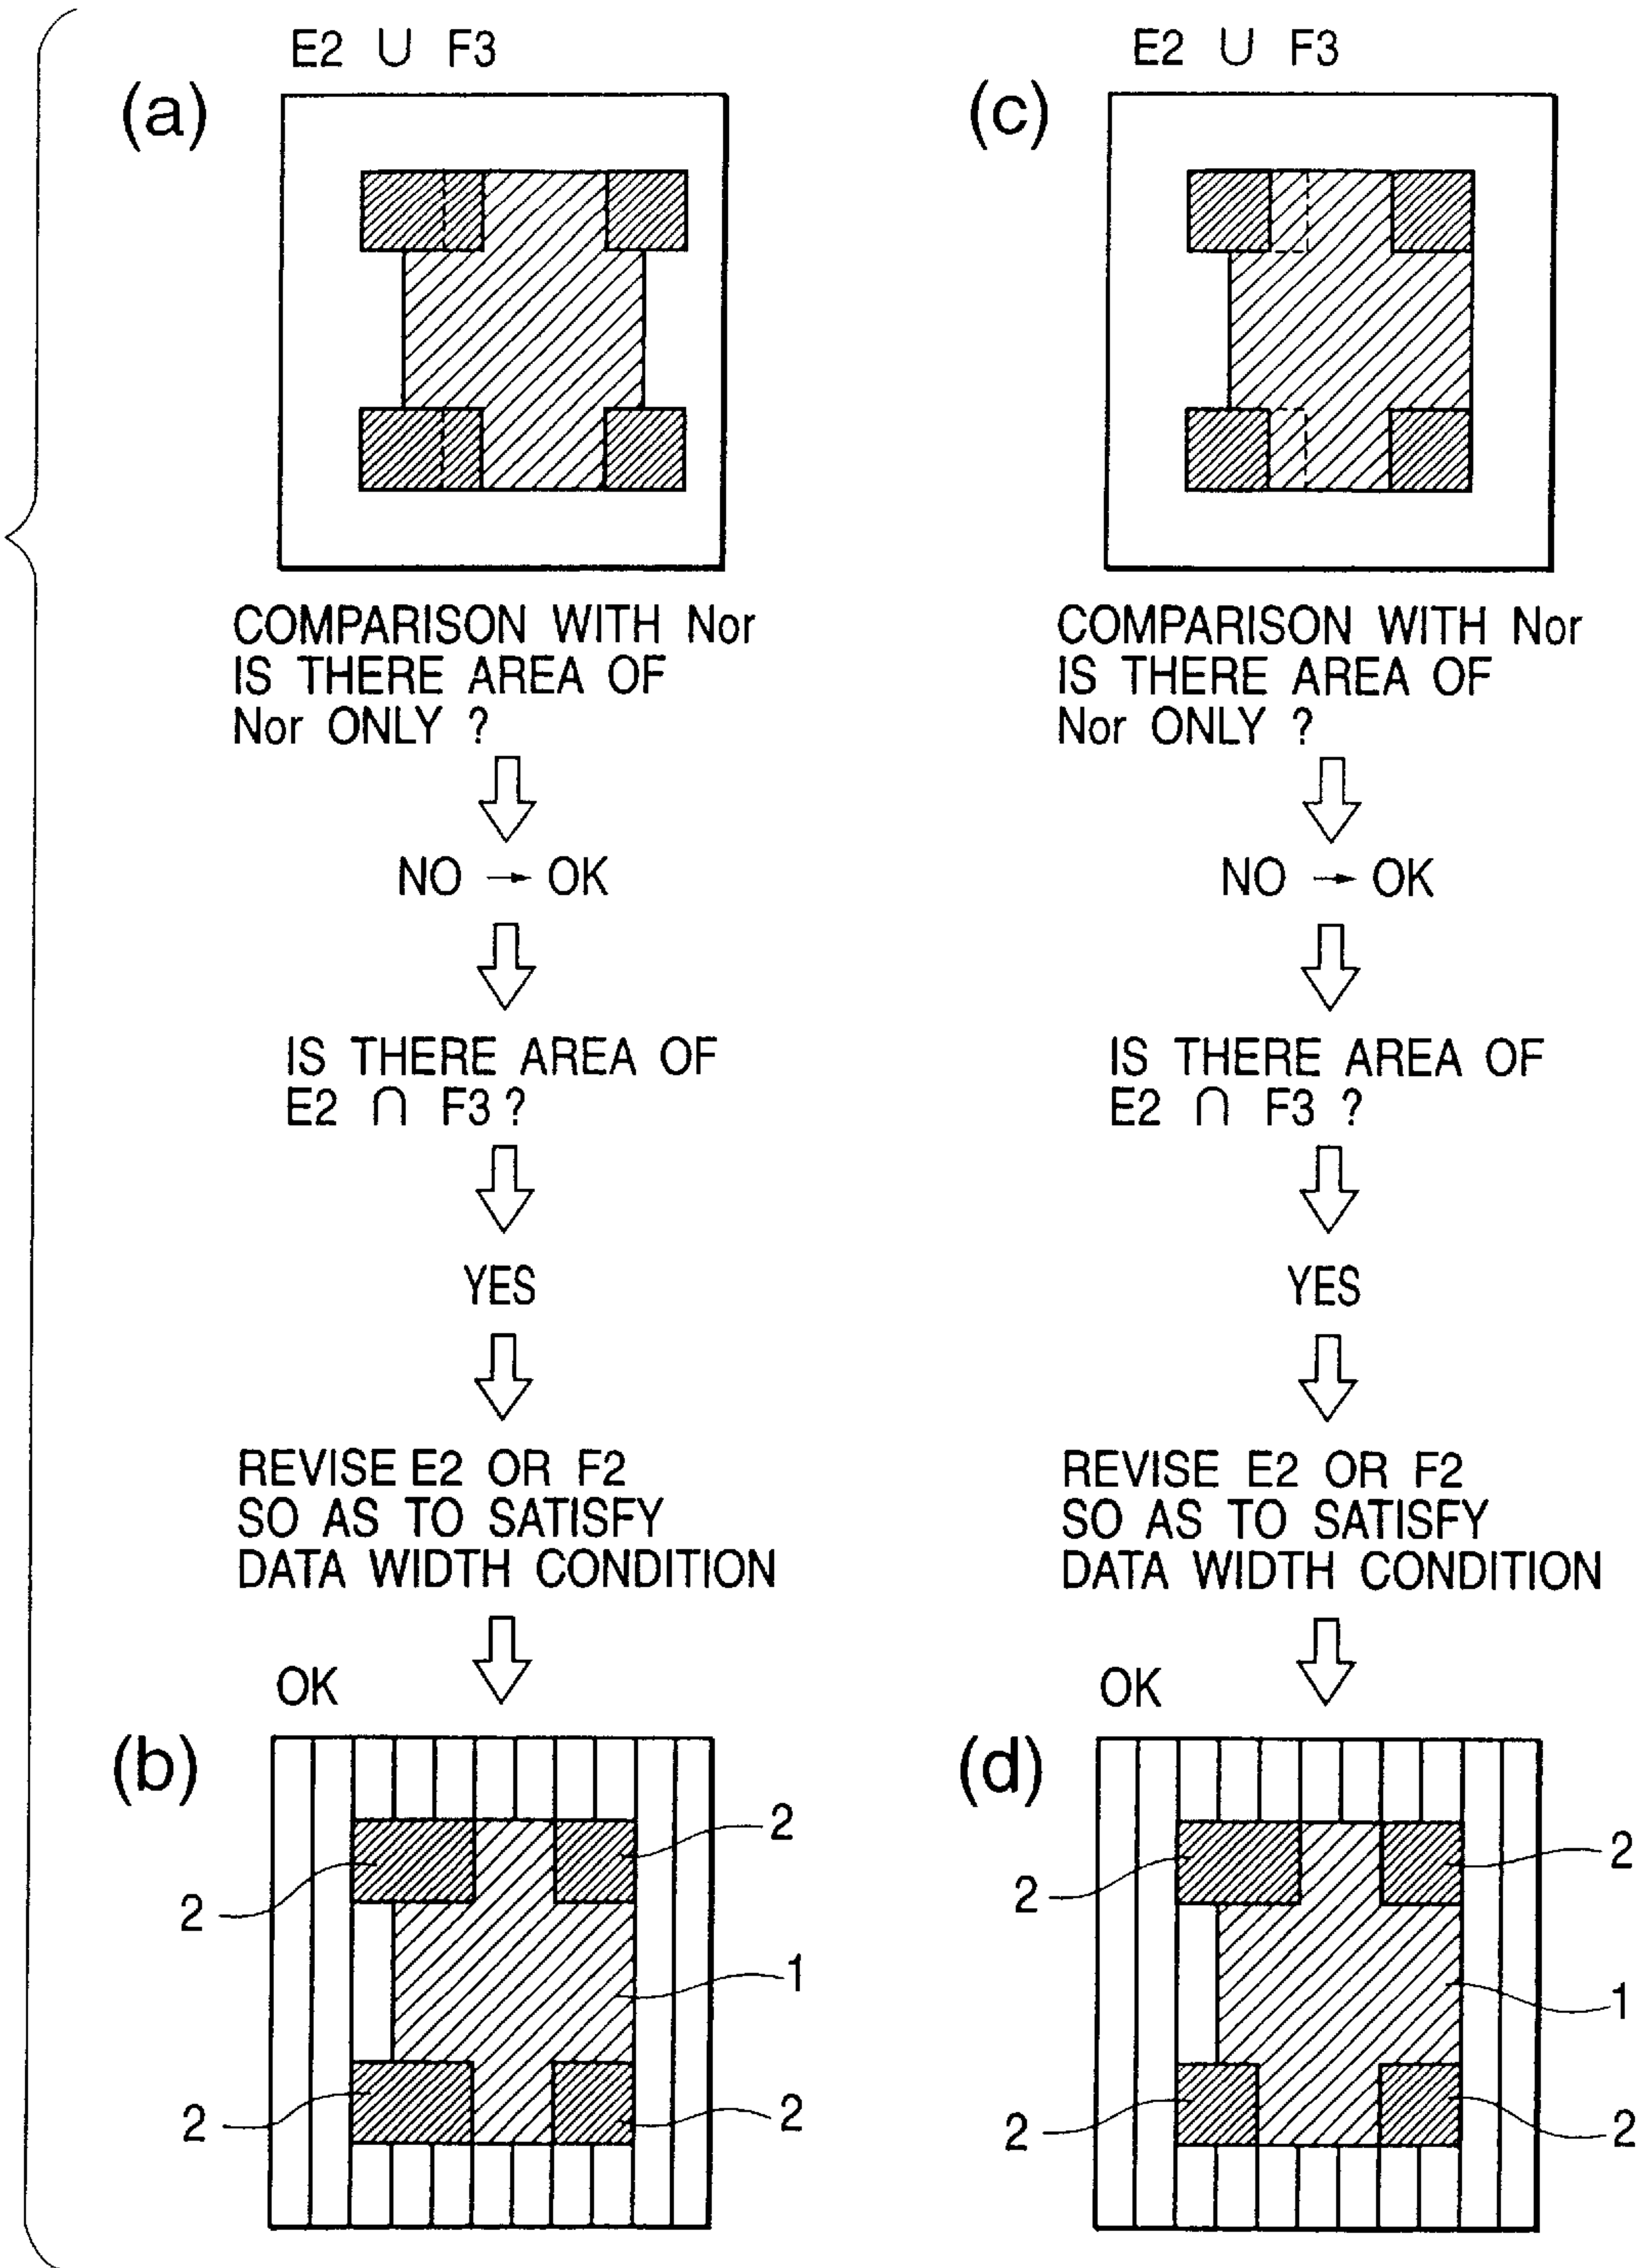 E2 ∪ F3
(a)
COMPARISON WITH Nor
IS THERE AREA OF
Nor ONLY ?
NO → OK
IS THERE AREA OF
E2 ∩ F3 ?
YES
REVISE E2 OR F2
SO AS TO SATISFY
DATA WIDTH CONDITION
OK
(b)
2
2
1
2
2
E2 ∪ F3
(c)
COMPARISON WITH Nor
IS THERE AREA OF
Nor ONLY ?
NO → OK
IS THERE AREA OF
E2 ∩ F3 ?
YES
REVISE E2 OR F2
SO AS TO SATISFY
DATA WIDTH CONDITION
OK
(d)
2
2
1
2
2